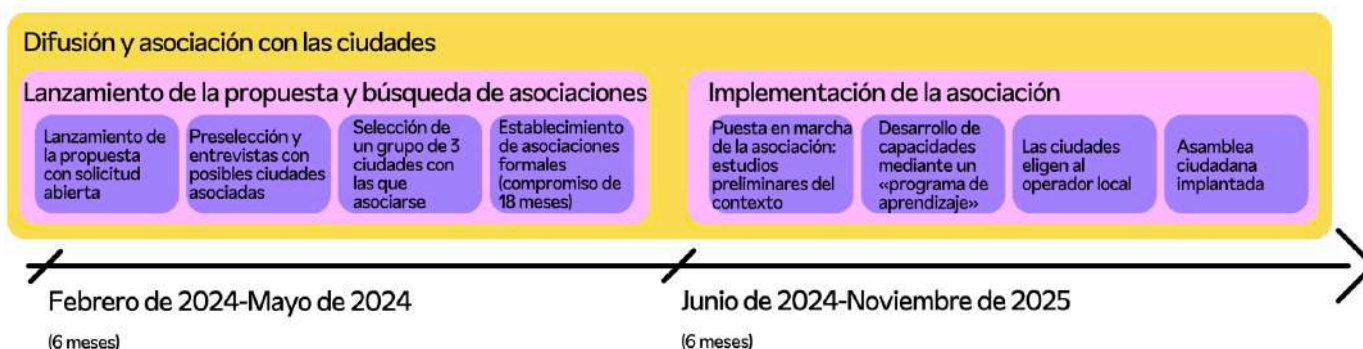 Difusión y asociación con las ciudades
Lanzamiento de la propuesta y búsqueda de asociaciones
Lanzamiento de
la propuesta
con solicitud
abierta
Preselección y
entrevistas con
posibles ciudades
asociadas
Selección de
un grupo de 3
ciudades con
las que
asociarse
Establecimiento
de asociaciones
formales
(compromiso de
18 meses)
Implementación de la asociación
Puesta en marcha
de la asociación:
estudios
preliminares del
contexto
Desarrollo de
capacidades
mediante un
«programa de
aprendizaje»
Las ciudades
eligen al
operador local
Asamblea
ciudadana
implantada
Febrero de 2024-Mayo de 2024
(6 meses)
Junio de 2024-Noviembre de 2025
(6 meses)